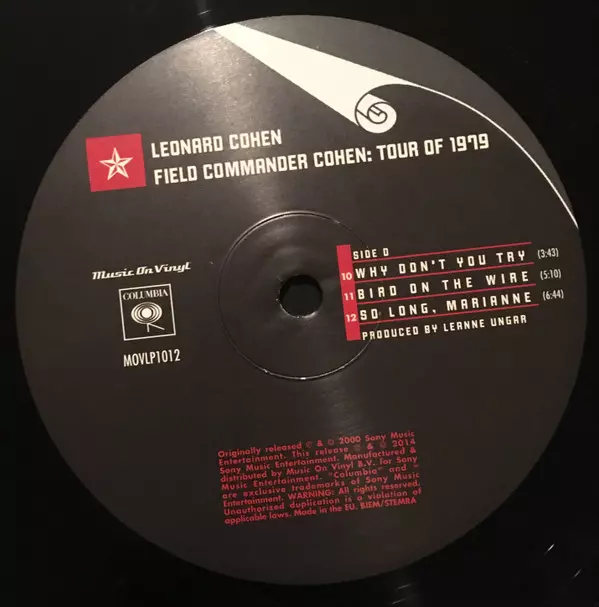 LEONARD COHEN
FIELD COMMANDER COHEN: TOUR OF 1979
SIDE D
10 WHY DON'T YOU TRY (3:43)
11 BIRD ON THE WIRE (5:10)
12 SO LONG, MARIANNE (6:44)
PRODUCED BY LEANNE UNGAR
Music On Vinyl
COLUMBIA
MOVLP1012
Originally released ℗ & © 2000 Sony Music
Entertainment. This release ℗ & © 2014
Sony Music Entertainment. Manufactured &
distributed by Music On Vinyl B.V. for Sony
Music Entertainment. "Columbia" and "
are exclusive trademarks of Sony Music
Entertainment. WARNING: All rights reserved.
Unauthorized duplication is a violation of
applicable laws. Made in the EU. BIEM/STEMRA